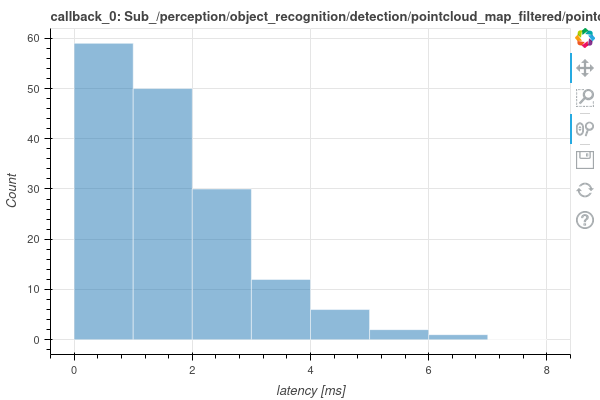 callback_0: Sub_/perception/object_recognition/detection/pointcloud_map_filtered/pointc
60
50
40
30
20
10
0
Count
0 2 4 6 8
latency [ms]